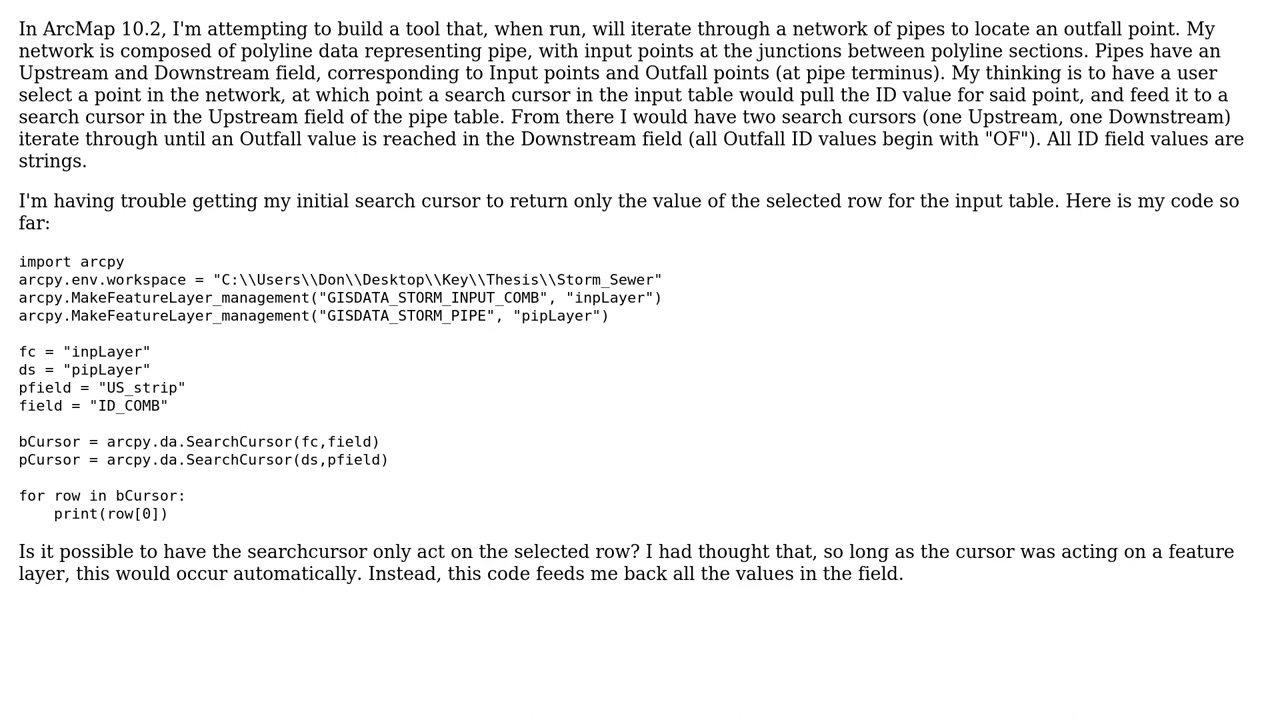 In ArcMap 10.2, I'm attempting to build a tool that, when run, will iterate through a network of pipes to locate an outfall point. My
network is composed of polyline data representing pipe, with input points at the junctions between polyline sections. Pipes have an
Upstream and Downstream field, corresponding to Input points and Outfall points (at pipe terminus). My thinking is to have a user
select a point in the network, at which point a search cursor in the input table would pull the ID value for said point, and feed it to a
search cursor in the Upstream field of the pipe table. From there I would have two search cursors (one Upstream, one Downstream)
iterate through until an Outfall value is reached in the Downstream field (all Outfall ID values begin with "OF"). All ID field values are
strings.

I'm having trouble getting my initial search cursor to return only the value of the selected row for the input table. Here is my code so
far:

import arcpy
arcpy.env.workspace = "C:\\Users\\Don\\Desktop\\Key\\Thesis\\Storm_Sewer"
arcpy.MakeFeatureLayer_management("GISDATA_STORM_INPUT_COMB", "inpLayer")
arcpy.MakeFeatureLayer_management("GISDATA_STORM_PIPE", "pipLayer")

fc = "inpLayer"
ds = "pipLayer"
pfield = "US_strip"
field = "ID_COMB"

bCursor = arcpy.da.SearchCursor(fc,field)
pCursor = arcpy.da.SearchCursor(ds,pfield)

for row in bCursor:
    print(row[0])

Is it possible to have the searchcursor only act on the selected row? I had thought that, so long as the cursor was acting on a feature
layer, this would occur automatically. Instead, this code feeds me back all the values in the field.